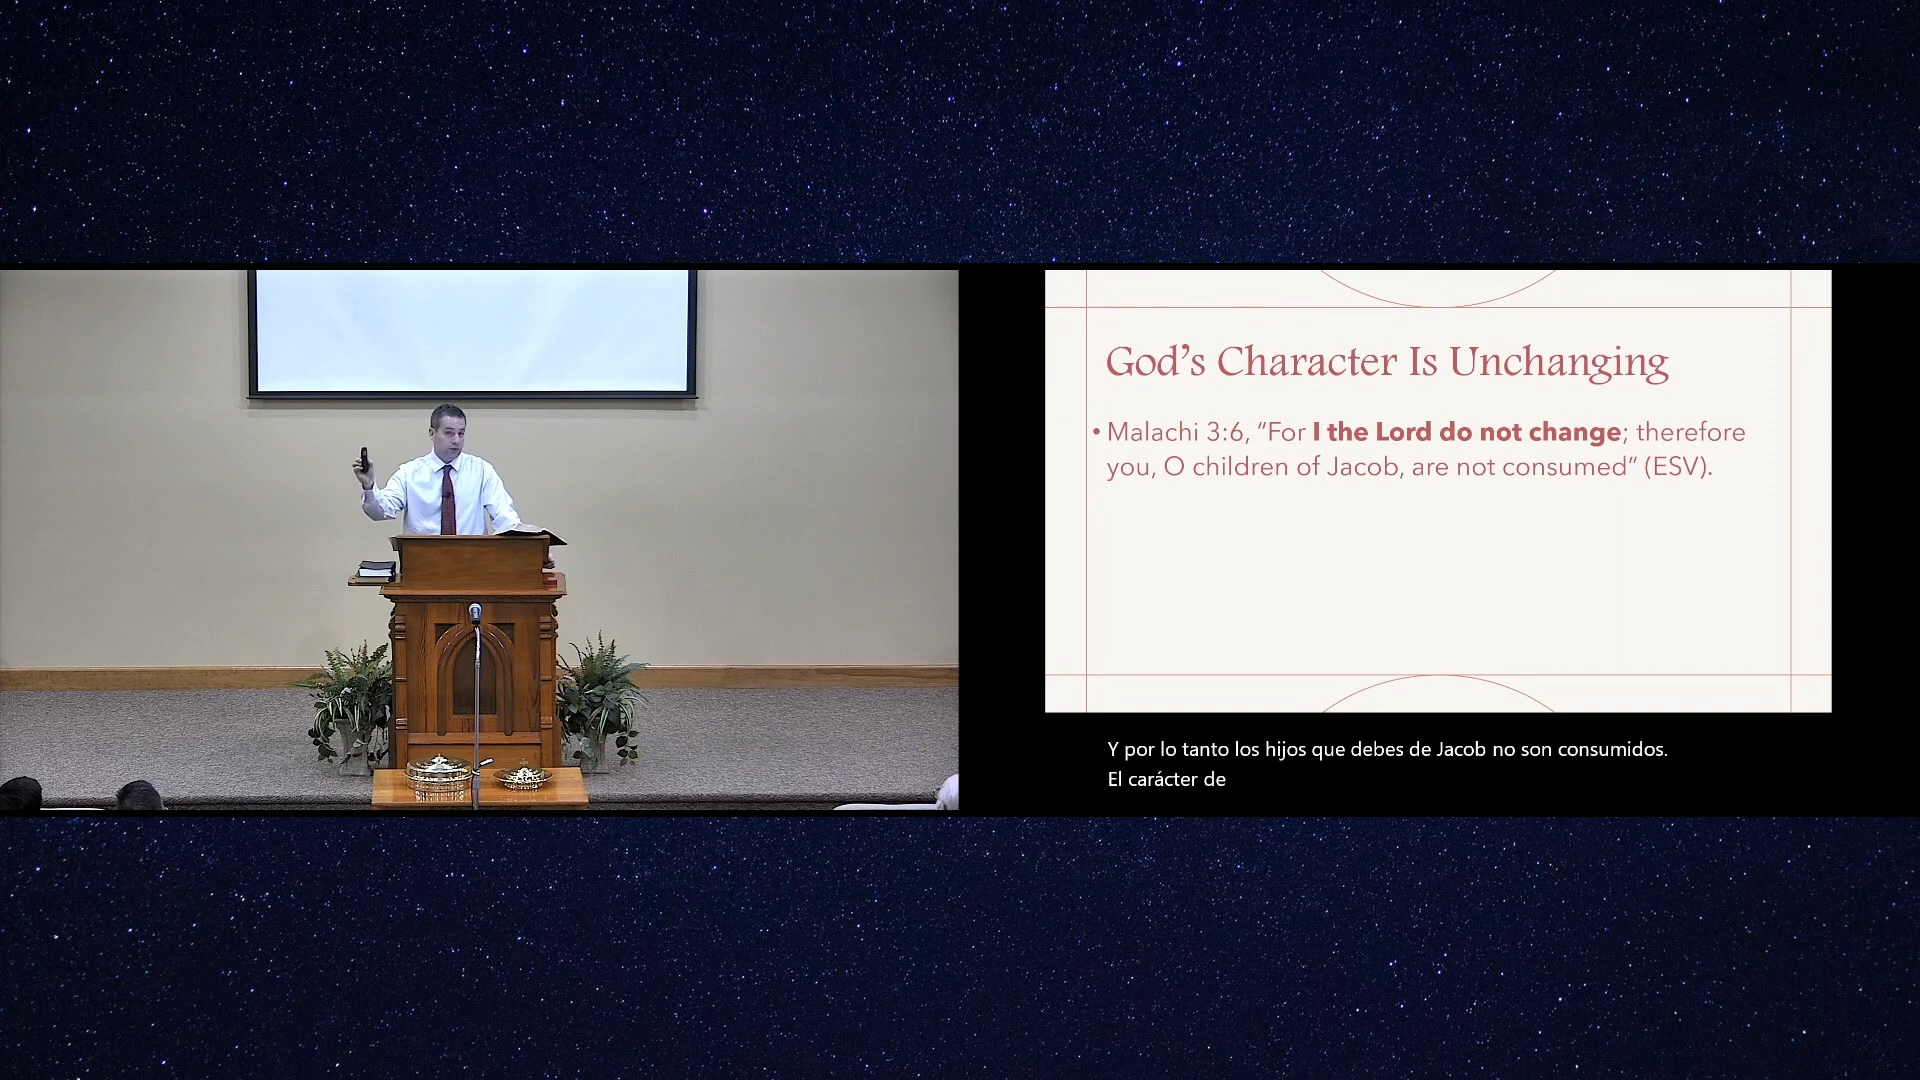 God’s Character Is Unchanging
• Malachi 3:6, “For I the Lord do not change; therefore
you, O children of Jacob, are not consumed” (ESV).
Y por lo tanto los hijos que debes de Jacob no son consumidos.
El carácter de